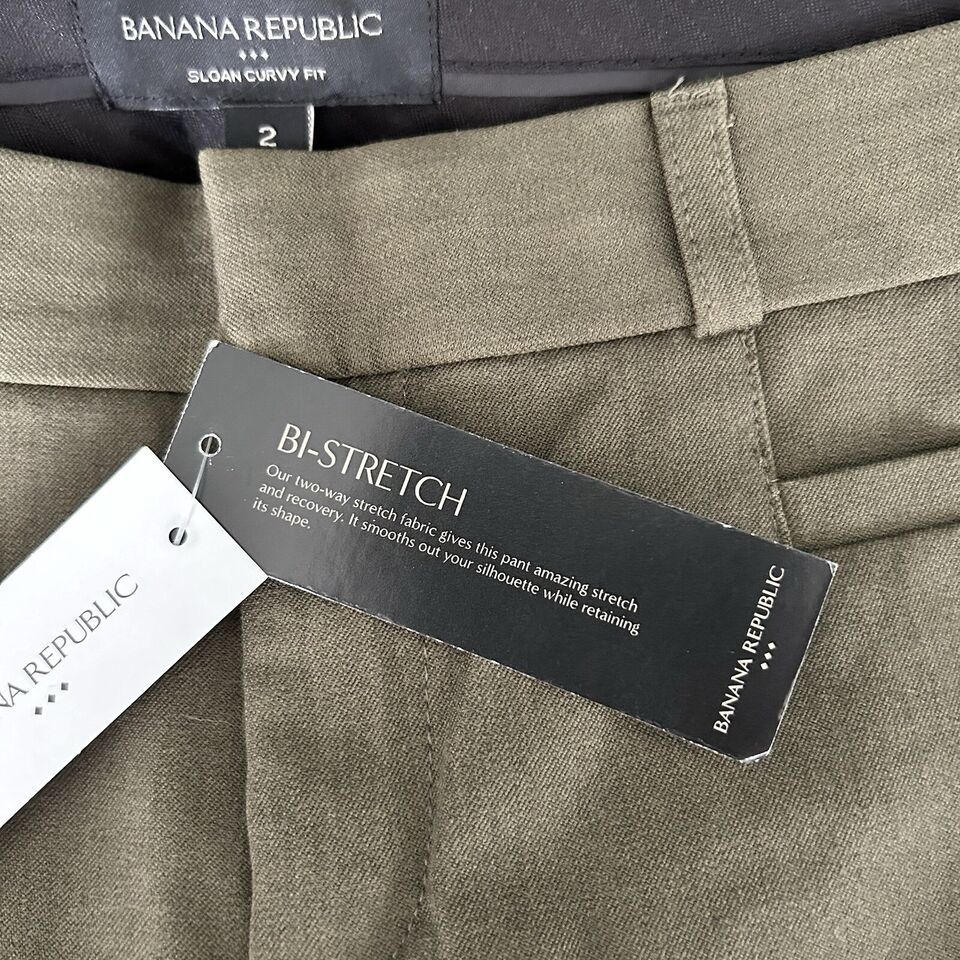 BANANA REPUBLIC
SLOAN CURVY FIT
2
BI-STRETCH
Our two-way stretch fabric gives this pant amazing stretch
and recovery. It smooths out your silhouette while retaining
its shape.
BANANA REPUBLIC
NA REPUBLIC